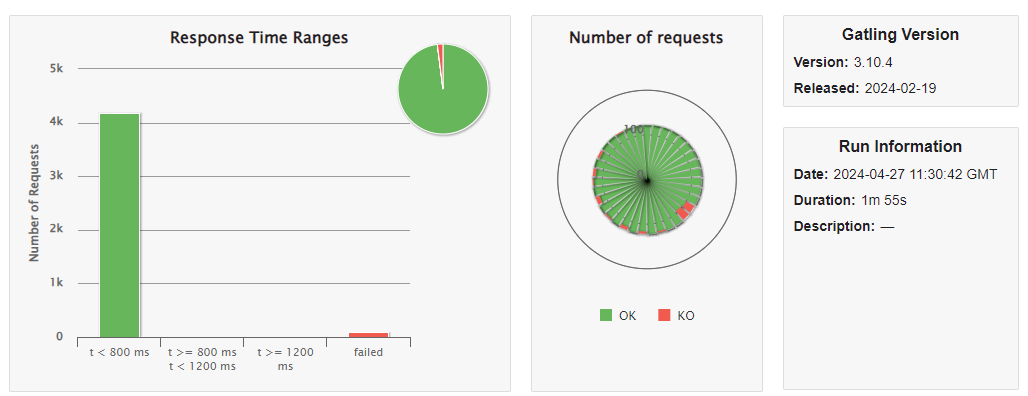 Response Time Ranges
Number of Requests
5k
4k
3k
2k
1k
0
t < 800 ms
t >= 800 ms
t < 1200 ms
t >= 1200
ms
failed
Number of requests
100
0
OK
KO
Gatling Version
Version: 3.10.4
Released: 2024-02-19
Run Information
Date: 2024-04-27 11:30:42 GMT
Duration: 1m 55s
Description: —